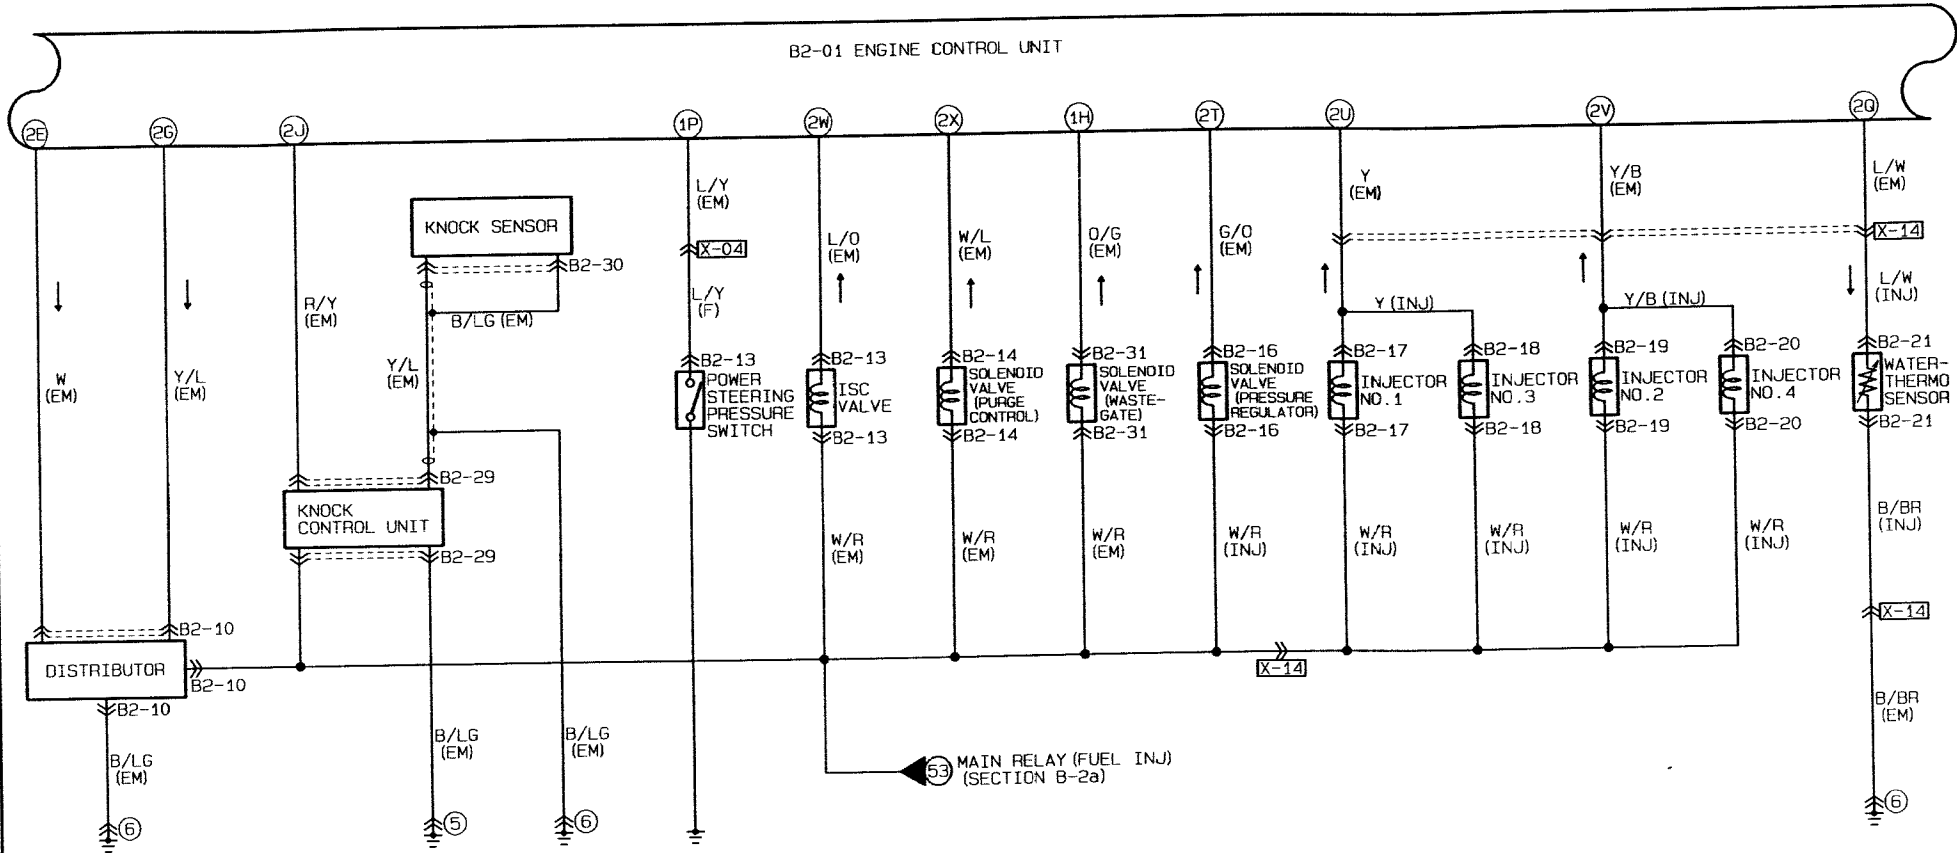 B2-01 ENGINE CONTROL UNIT
2E
2G
2J
1P
2W
2X
1H
2T
2U
2V
2Q
L/Y
(EM)
Y
(EM)
Y/B
(EM)
L/W
(EM)
KNOCK SENSOR
B2-30
X-04
L/O
(EM)
W/L
(EM)
O/G
(EM)
G/O
(EM)
X-14
R/Y
(EM)
B/LG (EM)
L/Y
(F)
Y (INJ)
Y/B (INJ)
L/W
(INJ)
W
(EM)
Y/L
(EM)
Y/L
(EM)
B2-13
POWER
STEERING
PRESSURE
SWITCH
B2-13
ISC
VALVE
B2-13
B2-14
SOLENOID
VALVE
(PURGE
CONTROL)
B2-14
B2-31
SOLENOID
VALVE
(WASTE-
GATE)
B2-31
B2-16
SOLENOID
VALVE
(PRESSURE
REGULATOR)
B2-16
B2-17
INJECTOR
NO.1
B2-17
B2-18
INJECTOR
NO.3
B2-18
B2-19
INJECTOR
NO.2
B2-19
B2-20
INJECTOR
NO.4
B2-20
B2-21
WATER-
THERMO
SENSOR
B2-21
B2-29
KNOCK
CONTROL UNIT
B2-29
W/R
(EM)
W/R
(EM)
W/R
(EM)
W/R
(INJ)
W/R
(INJ)
W/R
(INJ)
W/R
(INJ)
W/R
(INJ)
B/BR
(INJ)
X-14
B2-10
DISTRIBUTOR
B2-10
B2-10
X-14
B/BR
(EM)
B/LG
(EM)
B/LG
(EM)
B/LG
(EM)
53 MAIN RELAY (FUEL INJ)
(SECTION B-2a)
6
5
6
6